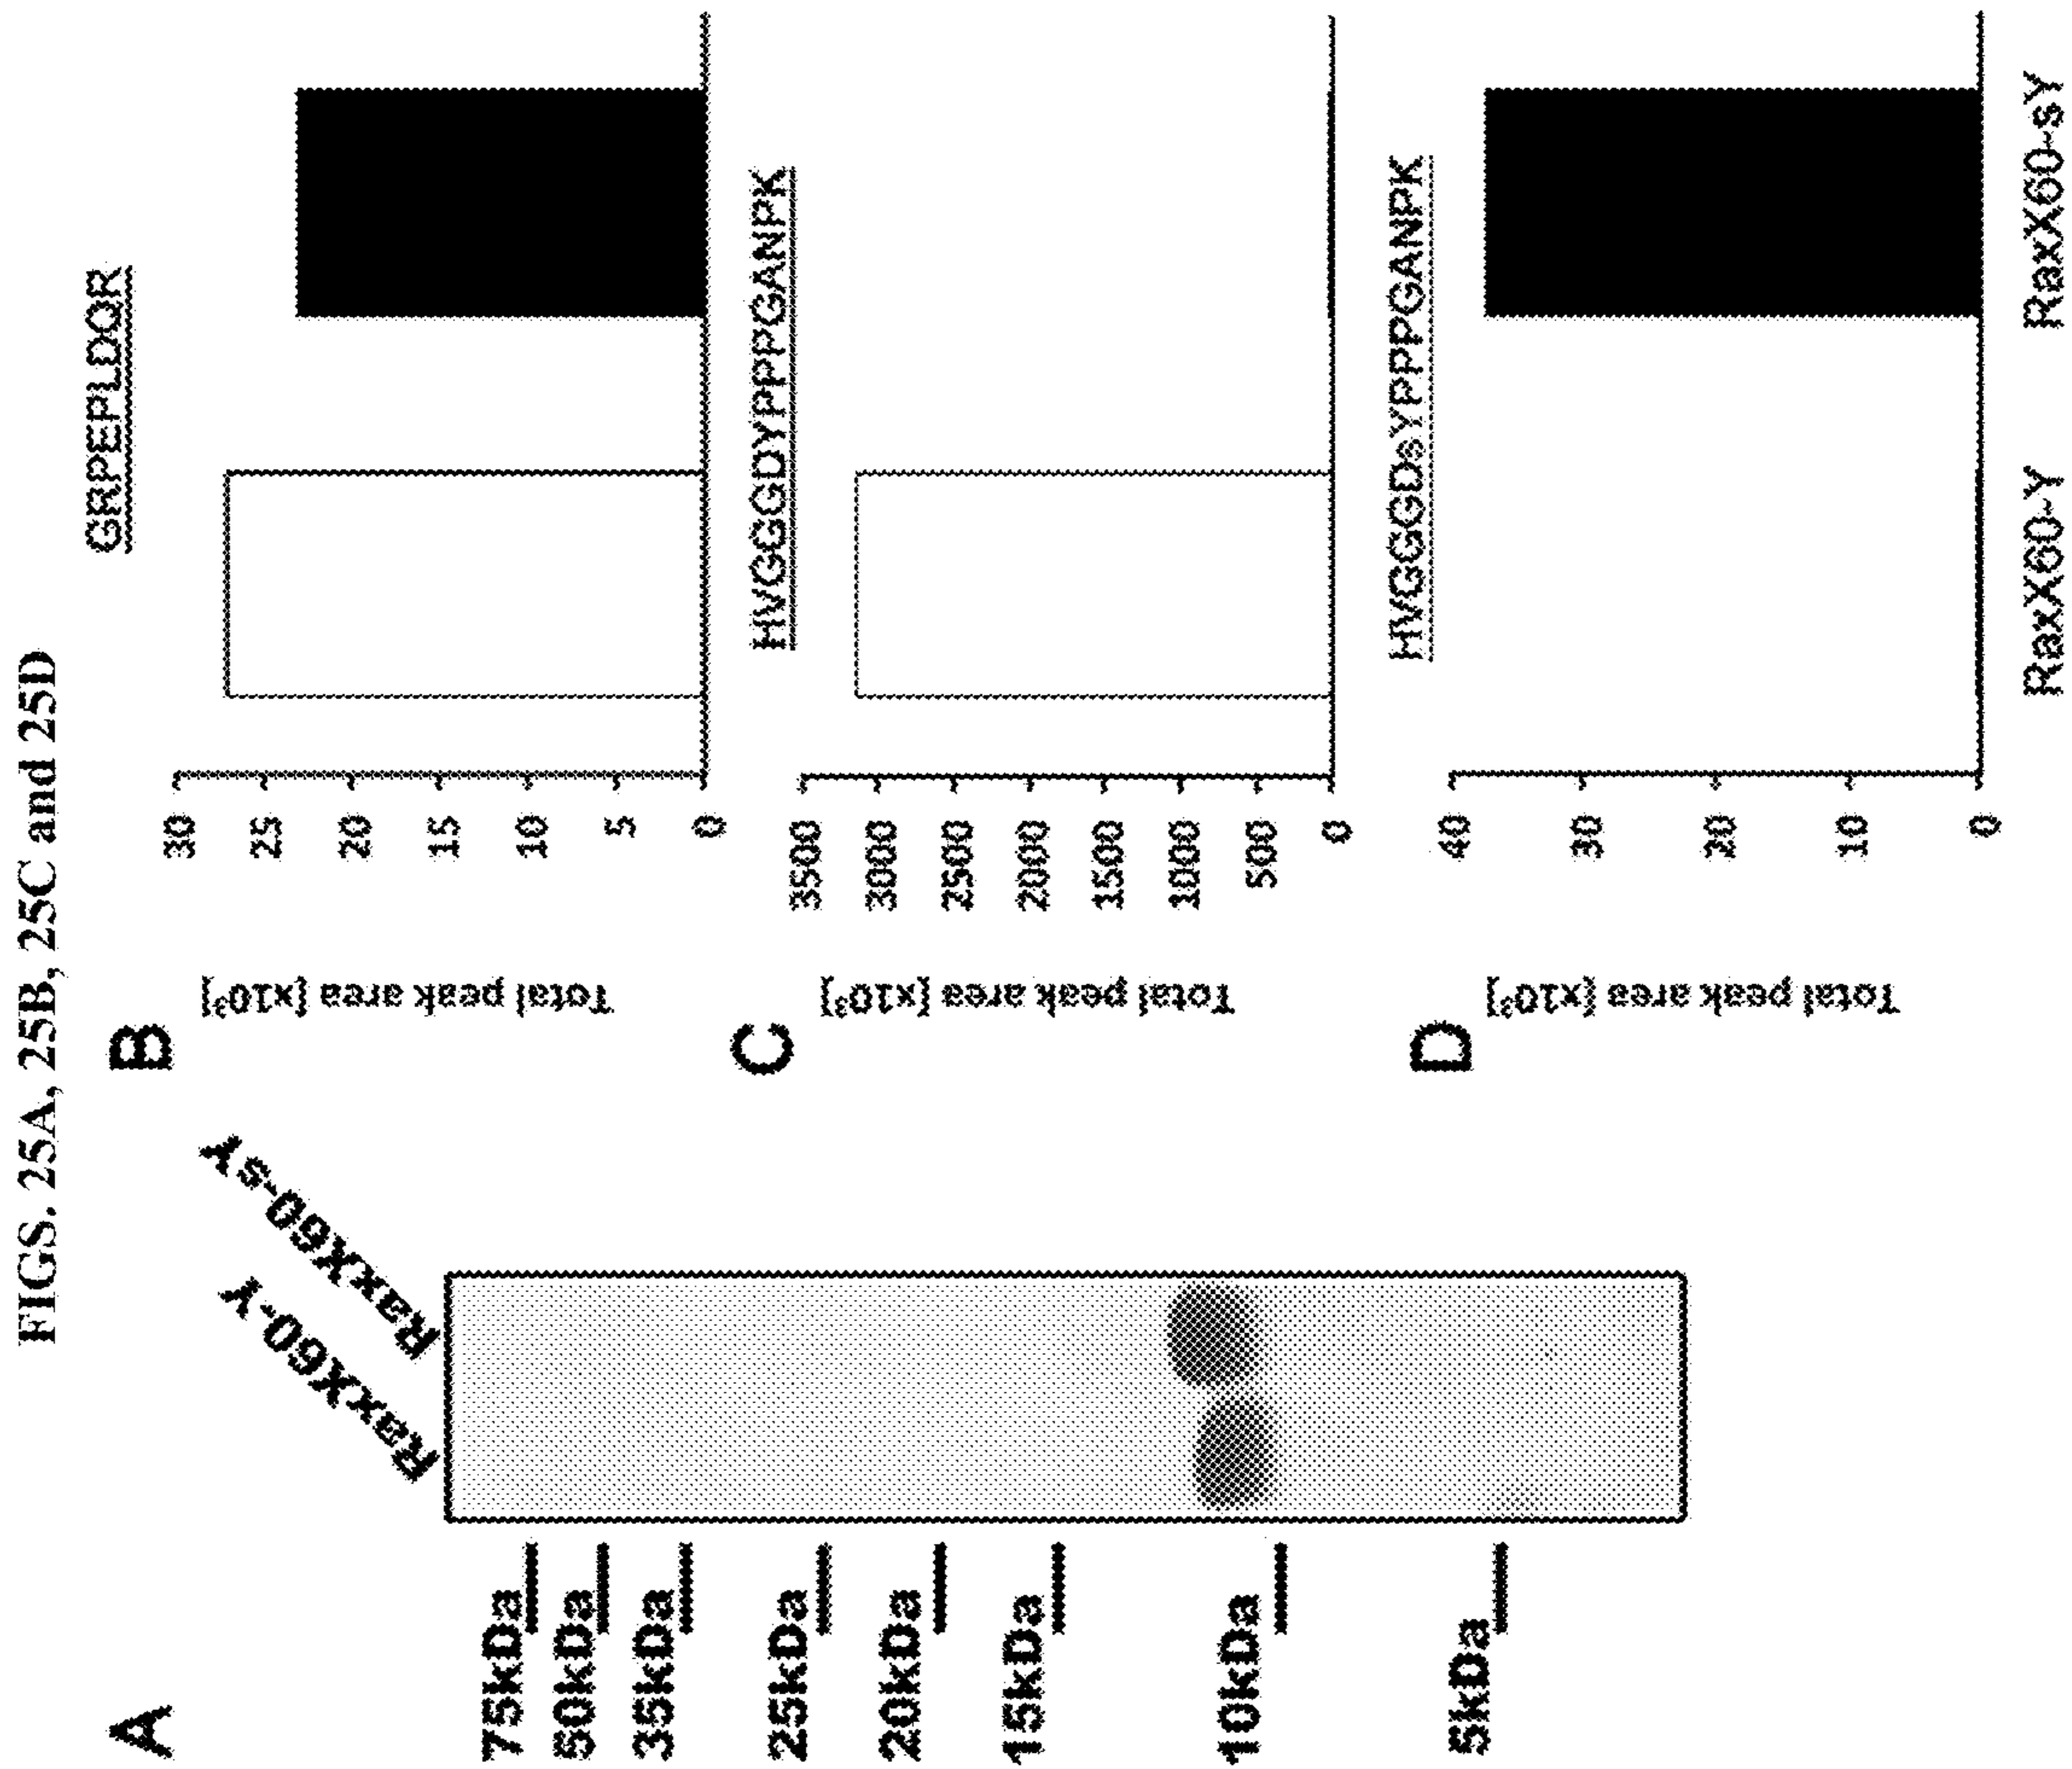 FIGS. 25A, 25B, 25C and 25D
A
RaxX60-Y
RaxX60-sY
75kDa
50kDa
35kDa
25kDa
20kDa
15kDa
10kDa
5kDa
B
GRPEPLDQR
Total peak area [x10³]
30
25
20
15
10
5
0
C
HVGGGDYPPPGANPK
Total peak area [x10³]
3500
3000
2500
2000
1500
1000
500
0
D
HVGGGDsYPPPGANPK
Total peak area [x10³]
40
30
20
10
0
RaxX60-Y
RaxX60-sY